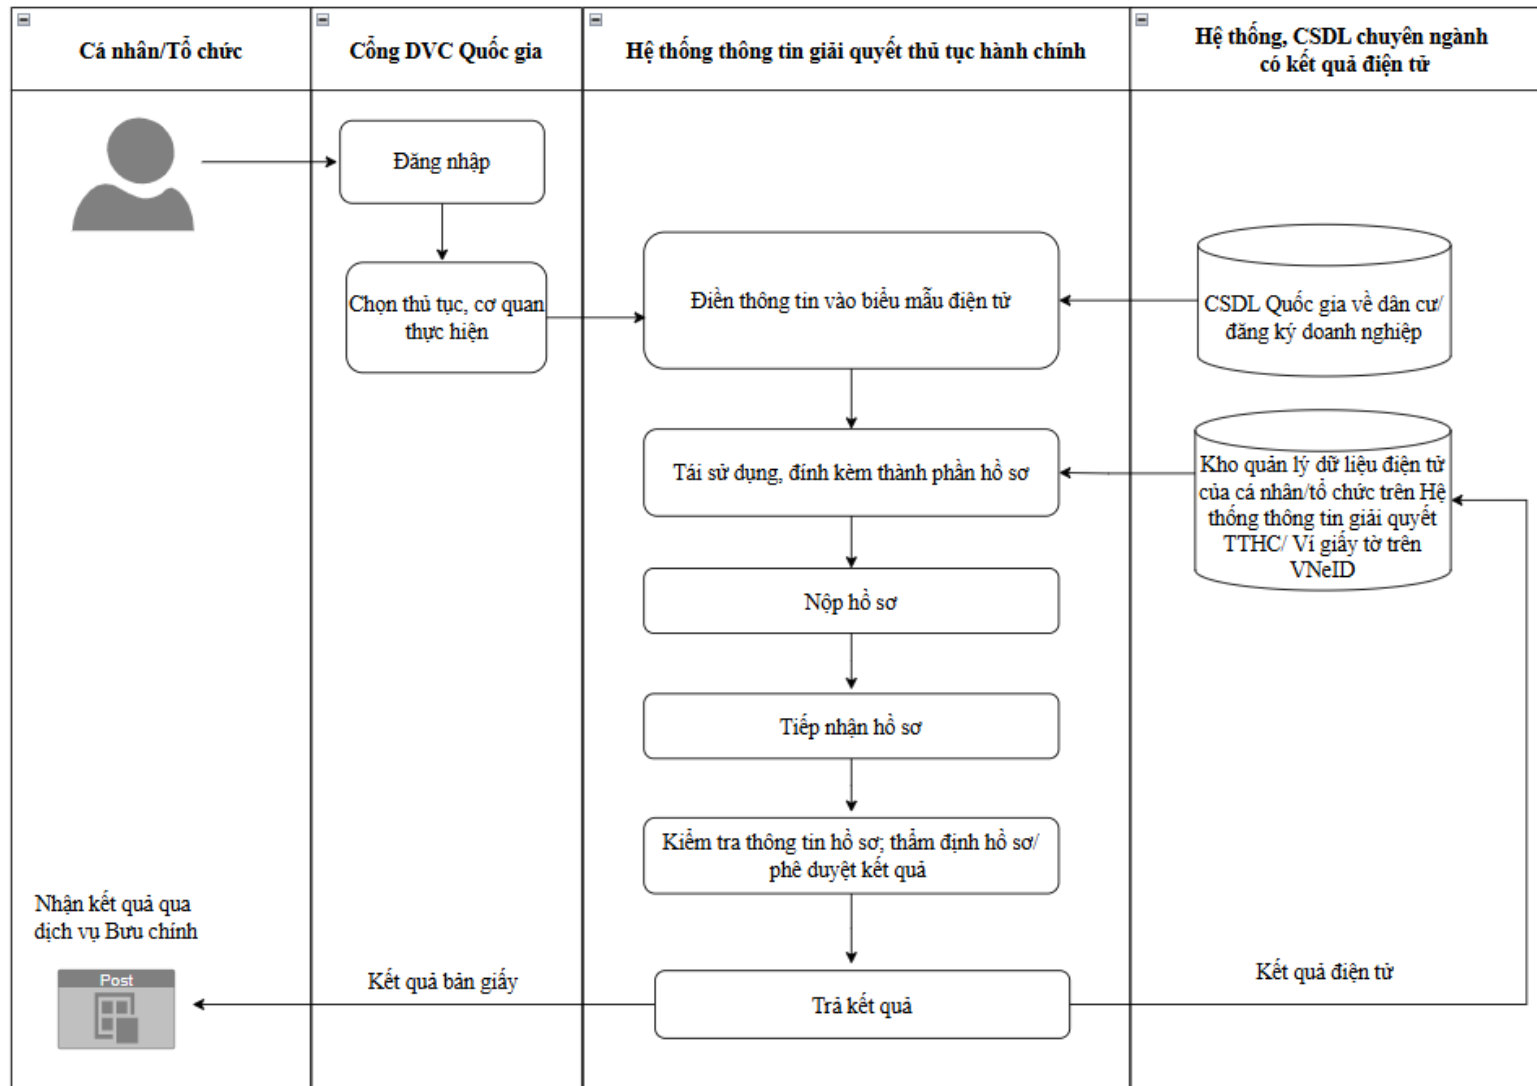 Cá nhân/Tổ chức
Cổng DVC Quốc gia
Hệ thống thông tin giải quyết thủ tục hành chính
Hệ thống, CSDL chuyên ngành
có kết quả điện tử
Đăng nhập
Chọn thủ tục, cơ quan
thực hiện
Điền thông tin vào biểu mẫu điện tử
CSDL Quốc gia về dân cư/
đăng ký doanh nghiệp
Tái sử dụng, đính kèm thành phần hồ sơ
Kho quản lý dữ liệu điện tử
của cá nhân/tổ chức trên Hệ
thống thông tin giải quyết
TTHC/ Ví giấy tờ trên
VNeID
Nộp hồ sơ
Tiếp nhận hồ sơ
Kiểm tra thông tin hồ sơ; thẩm định hồ sơ/
phê duyệt kết quả
Nhận kết quả qua
dịch vụ Bưu chính
Post
Kết quả bản giấy
Trả kết quả
Kết quả điện tử